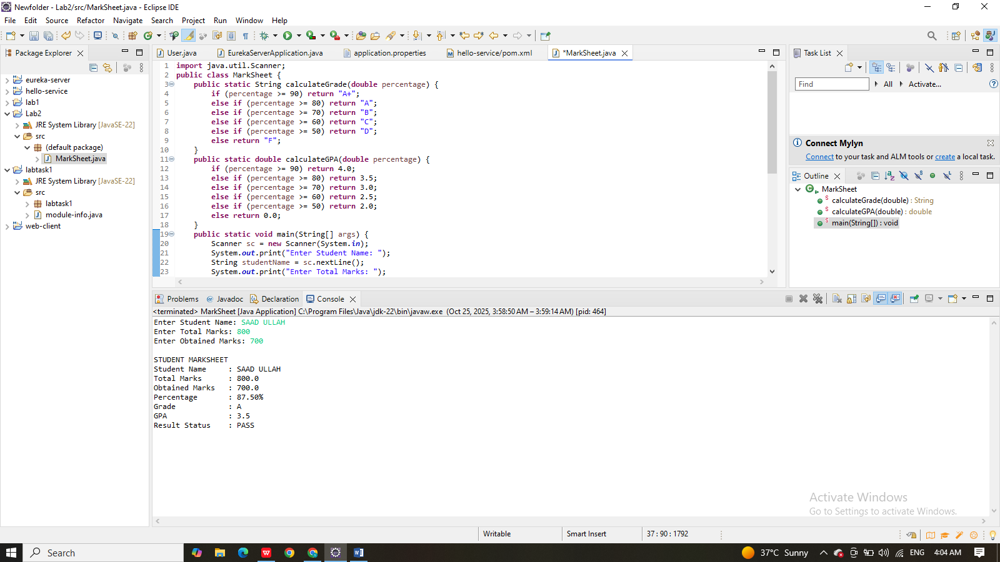 Newfolder - Lab2/src/MarkSheet.java - Eclipse IDE
File Edit Source Refactor Navigate Search Project Run Window Help
Package Explorer
eureka-server
hello-service
lab1
Lab2
JRE System Library [JavaSE-22]
src
(default package)
MarkSheet.java
labtask1
JRE System Library [JavaSE-22]
src
labtask1
module-info.java
web-client
User.java EurekaServerApplication.java application.properties hello-service/pom.xml *MarkSheet.java
1 import java.util.Scanner;
2 public class MarkSheet {
3 public static String calculateGrade(double percentage) {
4 if (percentage >= 90) return "A+";
5 else if (percentage >= 80) return "A";
6 else if (percentage >= 70) return "B";
7 else if (percentage >= 60) return "C";
8 else if (percentage >= 50) return "D";
9 else return "F";
10 }
11 public static double calculateGPA(double percentage) {
12 if (percentage >= 90) return 4.0;
13 else if (percentage >= 80) return 3.5;
14 else if (percentage >= 70) return 3.0;
15 else if (percentage >= 60) return 2.5;
16 else if (percentage >= 50) return 2.0;
17 else return 0.0;
18 }
19 public static void main(String[] args) {
20 Scanner sc = new Scanner(System.in);
21 System.out.print("Enter Student Name: ");
22 String studentName = sc.nextLine();
23 System.out.print("Enter Total Marks: ");
Task List
Find All Activate...
Connect Mylyn
Connect to your task and ALM tools or create a local task.
Outline
MarkSheet
calculateGrade(double) : String
calculateGPA(double) : double
main(String[]) : void
Problems Javadoc Declaration Console
<terminated> MarkSheet [Java Application] C:\Program Files\Java\jdk-22\bin\javaw.exe (Oct 25, 2025, 3:58:50 AM – 3:59:14 AM) [pid: 464]
Enter Student Name: SAAD ULLAH
Enter Total Marks: 800
Enter Obtained Marks: 700
STUDENT MARKSHEET
Student Name : SAAD ULLAH
Total Marks : 800.0
Obtained Marks : 700.0
Percentage : 87.50%
Grade : A
GPA : 3.5
Result Status : PASS
Activate Windows
Go to Settings to activate Windows.
Writable Smart Insert 37 : 90 : 1792
Search 37°C Sunny ENG 4:04 AM